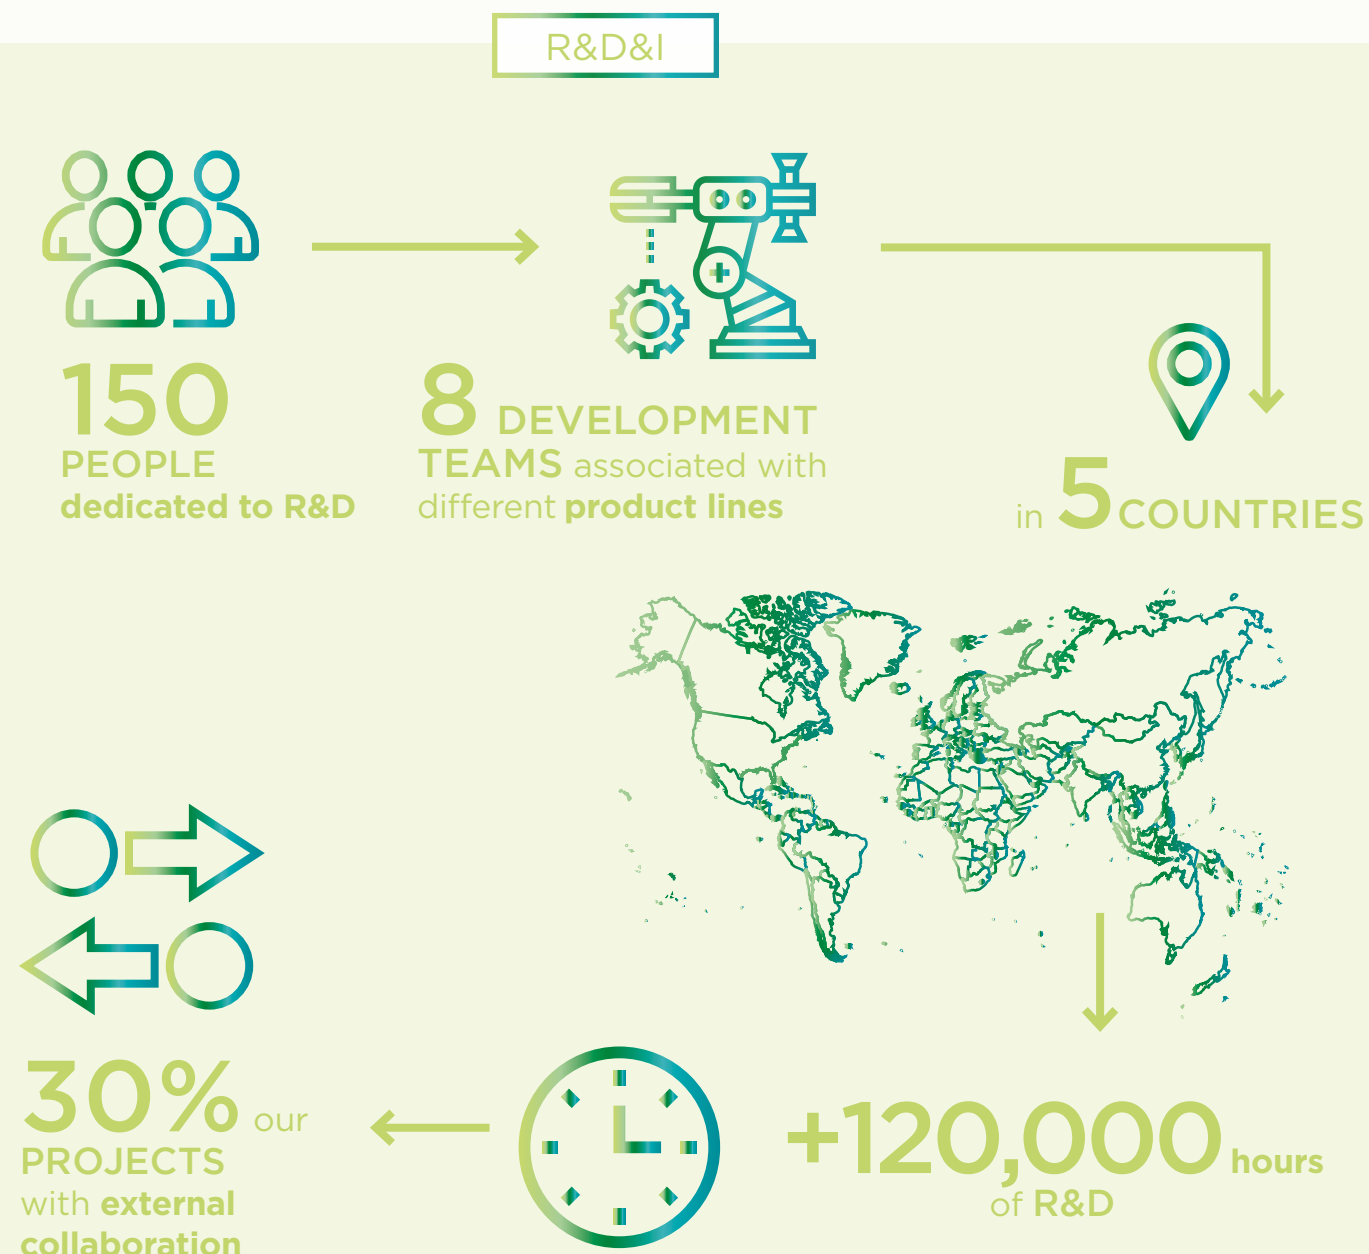 R&D&I
150
PEOPLE
dedicated to R&D
8 DEVELOPMENT
TEAMS associated with
different product lines
in 5 COUNTRIES
+120,000 hours
of R&D
30% our
PROJECTS
with external
collaboration